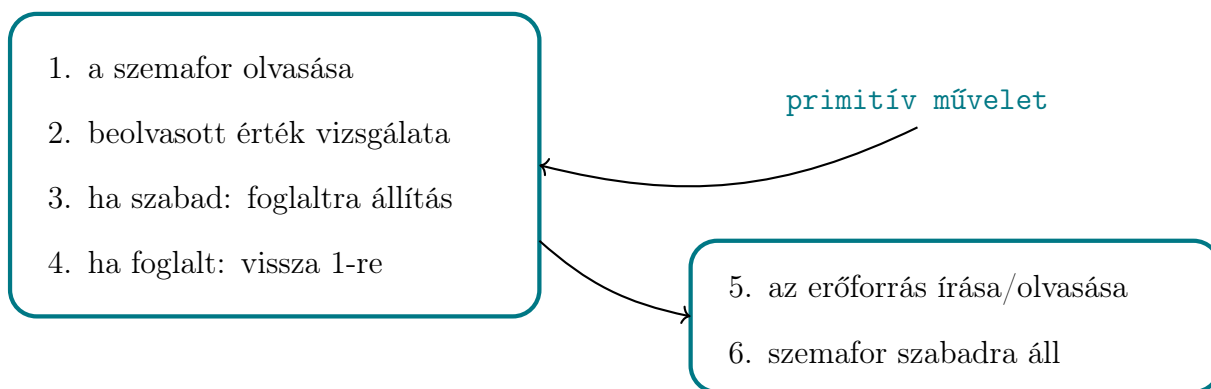 1. a szemafor olvasása
2. beolvasott érték vizsgálata
3. ha szabad: foglaltra állítás
4. ha foglalt: vissza 1-re
primitív művelet
5. az erőforrás írása/olvasása
6. szemafor szabadra áll